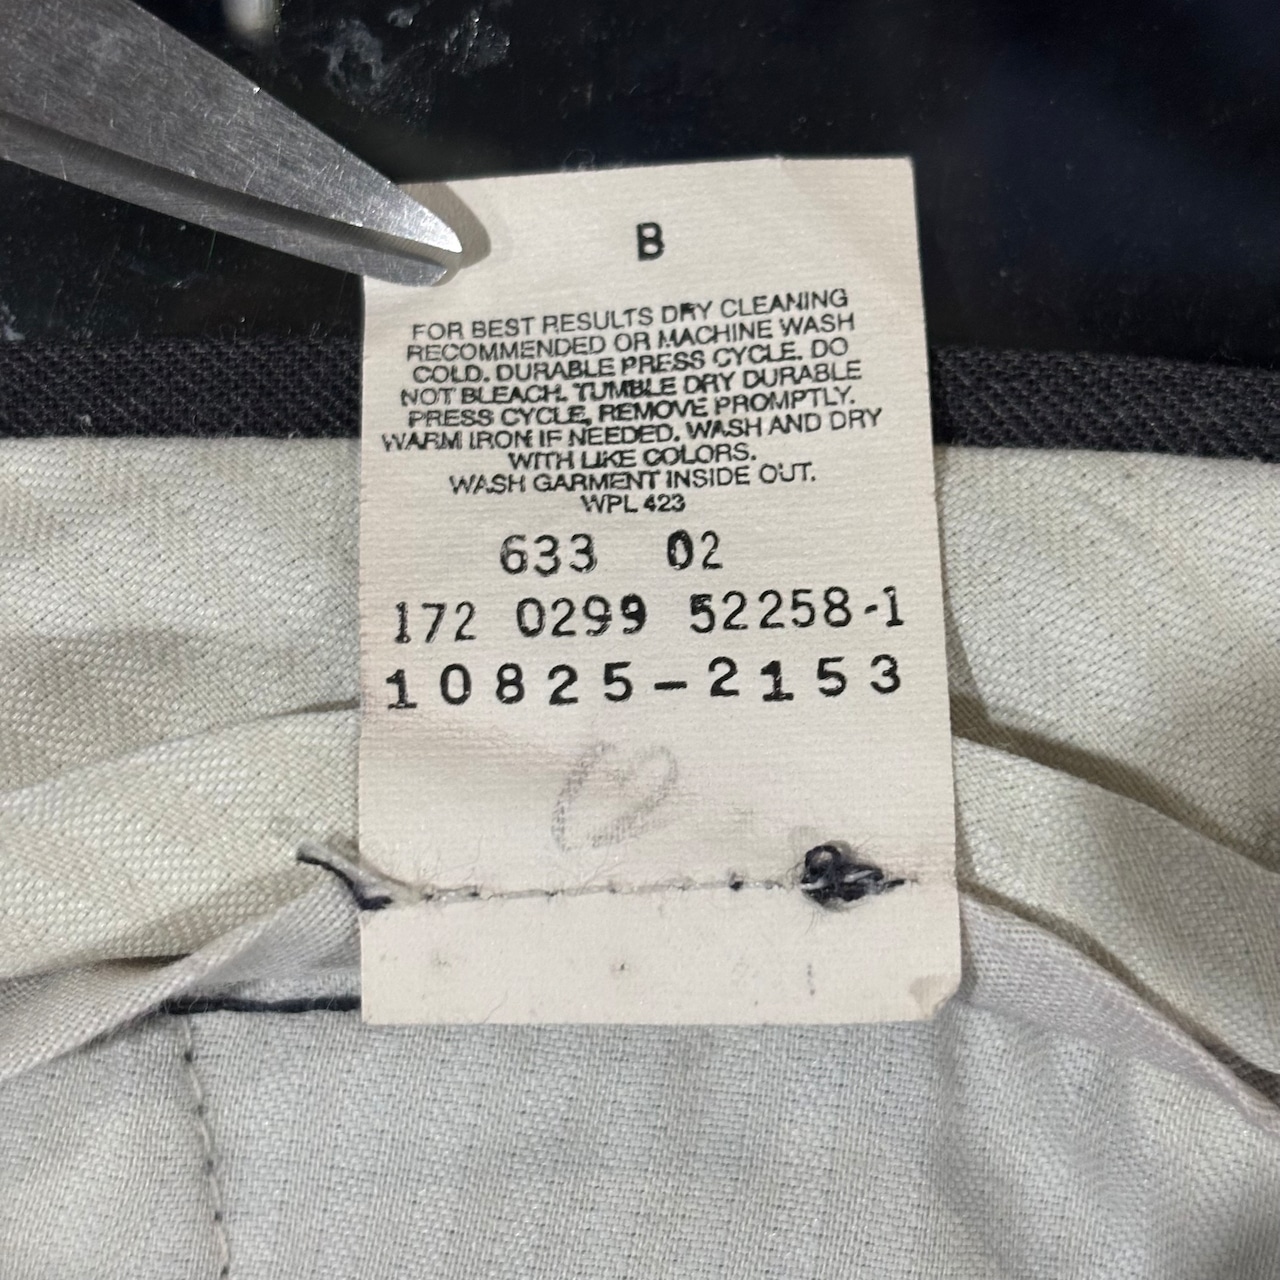 B
FOR BEST RESULTS DRY CLEANING
RECOMMENDED OR MACHINE WASH
COLD. DURABLE PRESS CYCLE. DO
NOT BLEACH. TUMBLE DRY DURABLE
PRESS CYCLE, REMOVE PROMPTLY.
WARM IRON IF NEEDED. WASH AND DRY
WITH LIKE COLORS.
WASH GARMENT INSIDE OUT.
WPL 423
633 02
172 0299 52258-1
10825-2153